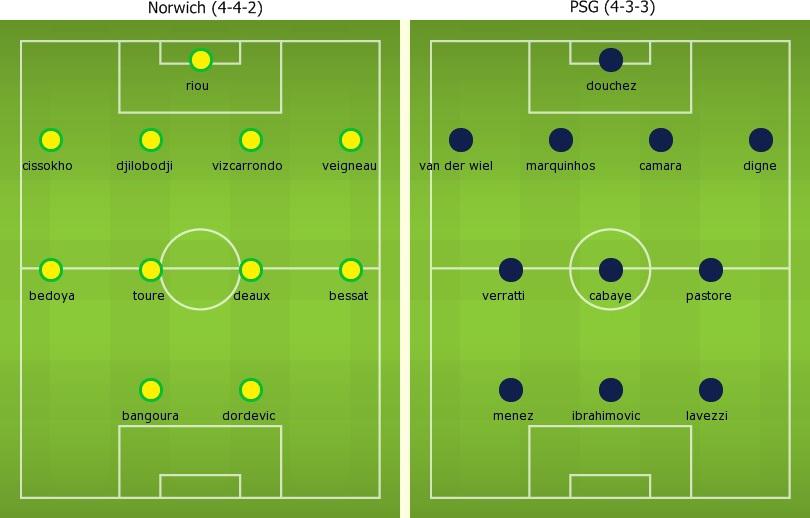 Norwich (4-4-2)
riou
cissokho djilobodji vizcarrondo veigneau
bedoya toure deaux bessat
bangoura dordevic
PSG (4-3-3)
douchez
van der wiel marquinhos camara digne
verratti cabaye pastore
menez ibrahimovic lavezzi